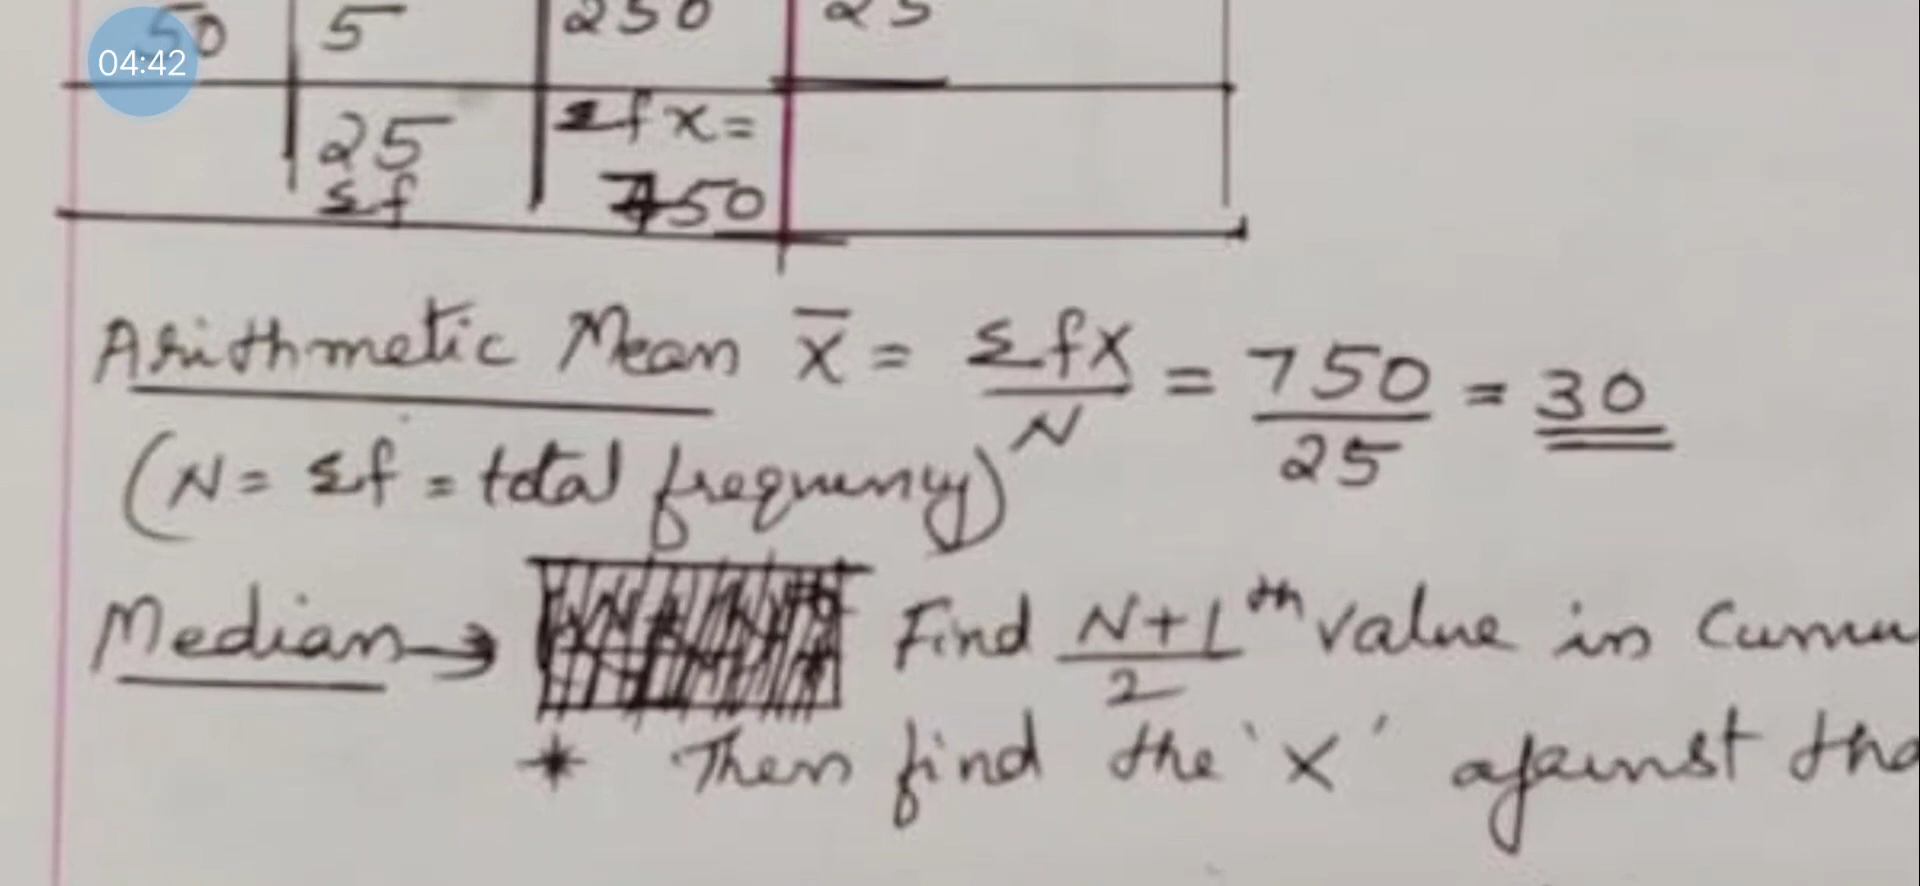 50 5 250 25
04:42
25 Σfx =
Σf 750
Arithmetic Mean x̄ = Σfx/N = 750/25 = 30
(N = Σf = total frequency)
Median → Find N+1/2 th value in Cumu
* Then find the 'x' against tha